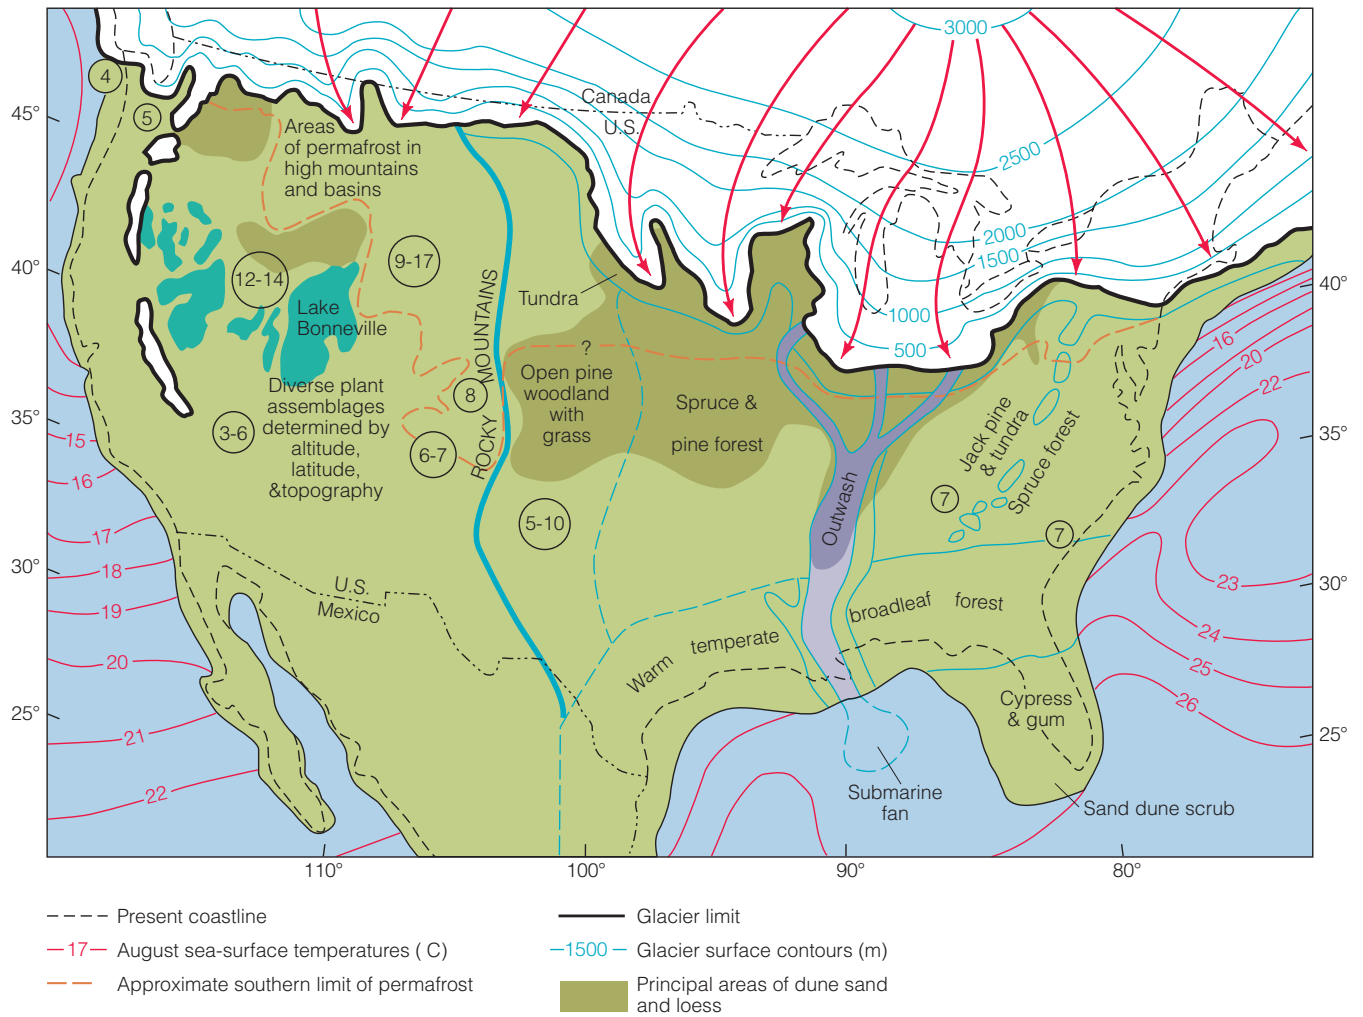 3000
4
45°
5
Canada
U.S.
Areas
of permafrost in
high mountains
and basins
2500
2000
1500
40°
12-14
9-17
Tundra
Lake
Bonneville
ROCKY MOUNTAINS
1000
500
40°
16
20
22
?
Open pine
woodland
with
grass
Spruce &
pine forest
Diverse plant
assemblages
determined by
altitude,
latitude,
&topography
8
35°
3-6
6-7
15
16
17
18
19
20
21
22
Jack pine
& tundra
Spruce forest
35°
7
7
5-10
Outwash
30°
30°
23
24
25
26
U.S.
Mexico
Warm temperate broadleaf forest
25°
25°
Cypress
& gum
Submarine
fan
Sand dune scrub
110°
100°
90°
80°
Present coastline
17 August sea-surface temperatures ( C)
Approximate southern limit of permafrost
Glacier limit
1500 Glacier surface contours (m)
Principal areas of dune sand
and loess